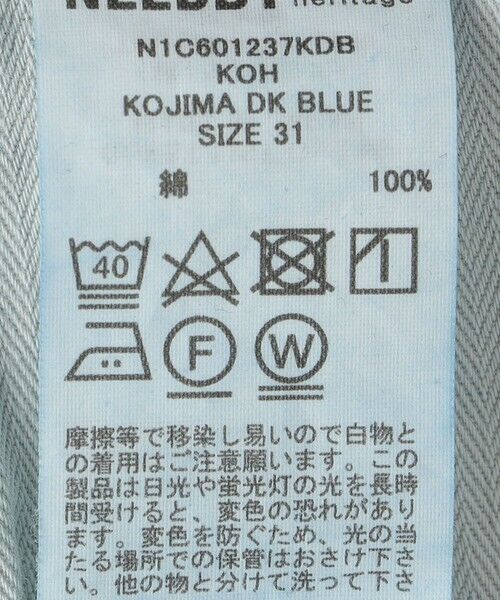 heritage
N1C601237KDB
KOH
KOJIMA DK BLUE
SIZE 31
綿 100%
40
F W
摩擦等で移染し易いので白物と
の着用はご注意願います。この
製品は日光や蛍光灯の光を長時
間受けると、変色の恐れがあり
ます。変色を防ぐため、光の当
たる場所での保管はおさけ下さ
い。他の物と分けて洗って下さ